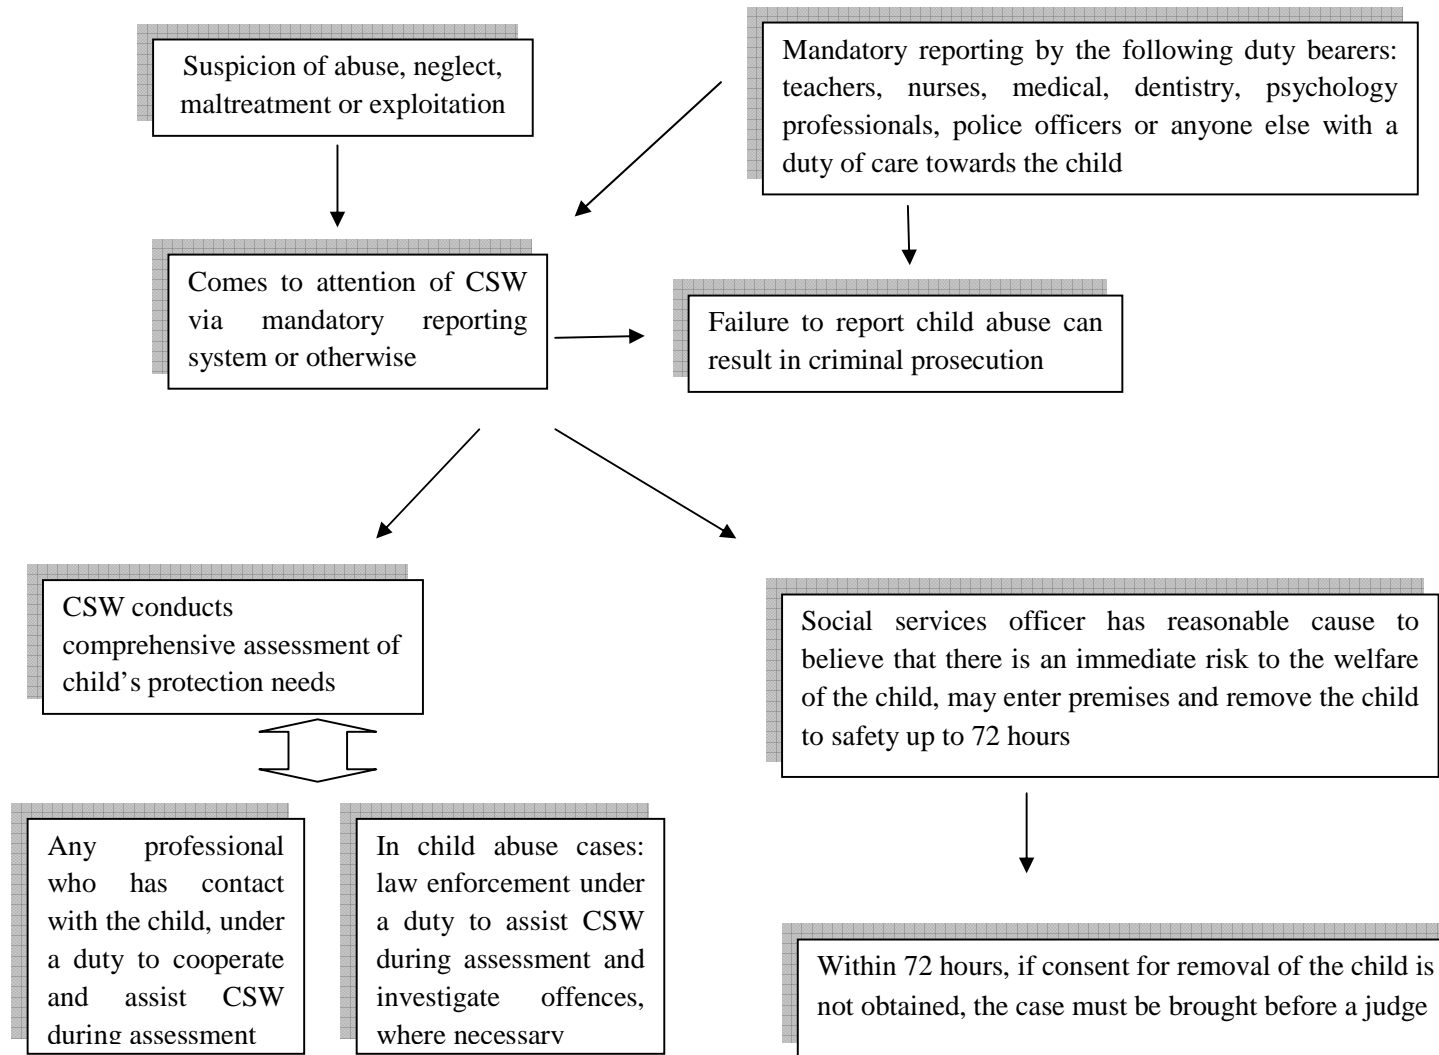 Suspicion of abuse, neglect,
maltreatment or exploitation
Mandatory reporting by the following duty bearers:
teachers, nurses, medical, dentistry, psychology
professionals, police officers or anyone else with a
duty of care towards the child
Comes to attention of CSW
via mandatory reporting
system or otherwise
Failure to report child abuse can
result in criminal prosecution
CSW conducts
comprehensive assessment of
child’s protection needs
Social services officer has reasonable cause to
believe that there is an immediate risk to the welfare
of the child, may enter premises and remove the child
to safety up to 72 hours
Any professional
who has contact
with the child, under
a duty to cooperate
and assist CSW
during assessment
In child abuse cases:
law enforcement under
a duty to assist CSW
during assessment and
investigate offences,
where necessary
Within 72 hours, if consent for removal of the child is
not obtained, the case must be brought before a judge